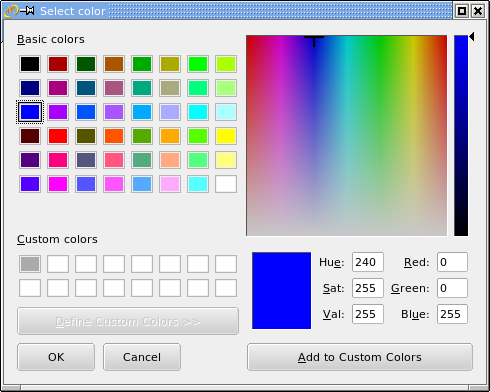 Select color
Basic colors
Custom colors
Define Custom Colors >>
OK
Cancel
Hue: 240
Red: 0
Sat: 255
Green: 0
Val: 255
Blue: 255
Add to Custom Colors